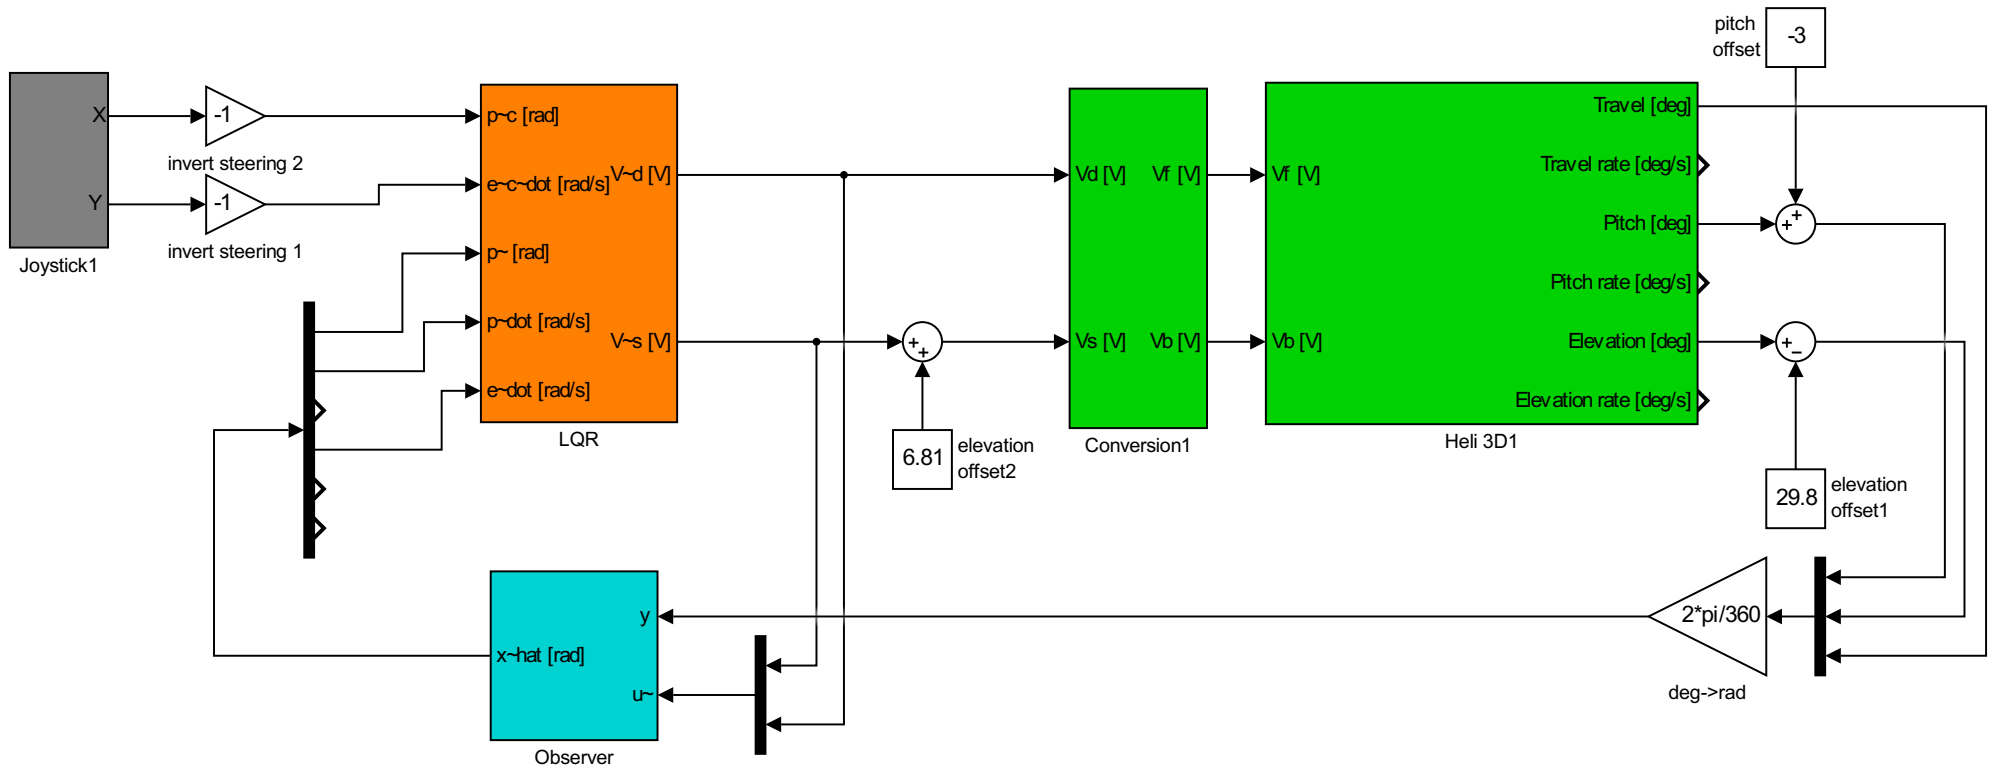 X
Y
Joystick1
-1
invert steering 2
-1
invert steering 1
p~c [rad]
e~c~dot [rad/s]
p~ [rad]
p~dot [rad/s]
e~dot [rad/s]
V~d [V]
V~s [V]
LQR
6.81
elevation
offset2
Vd [V]
Vs [V]
Vf [V]
Vb [V]
Conversion1
Vf [V]
Vb [V]
Travel [deg]
Travel rate [deg/s]
Pitch [deg]
Pitch rate [deg/s]
Elevation [deg]
Elevation rate [deg/s]
Heli 3D1
pitch
offset
-3
29.8
elevation
offset1
2*pi/360
deg->rad
y
x~hat [rad]
u~
Observer